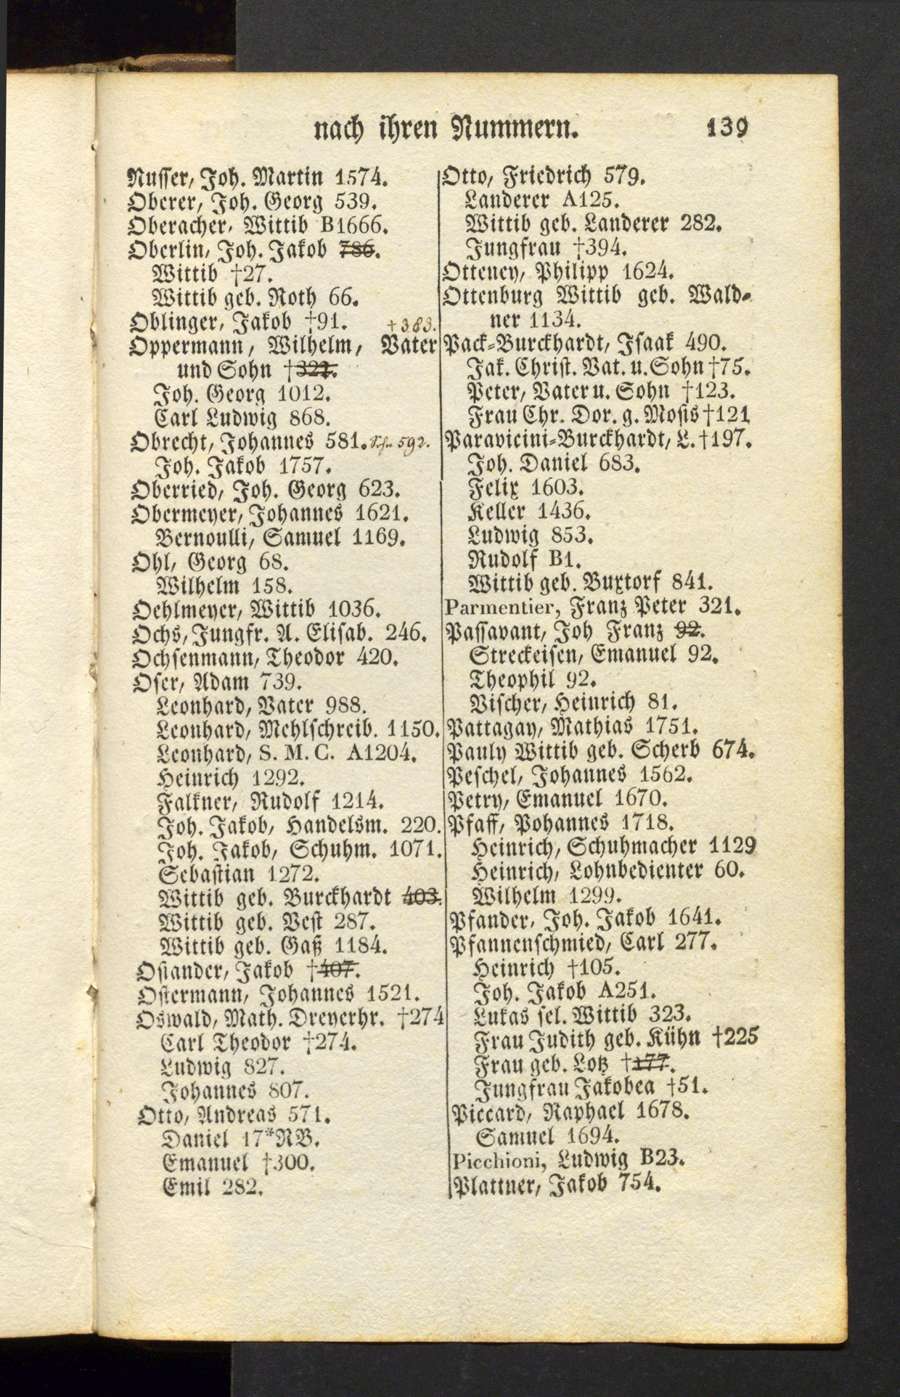 nach ihren Nummern. 139
Nusser, Joh. Martin 1574.
Oberer, Joh. Georg 539.
Oberacher, Wittib B1666.
Oberlin, Joh. Jakob 786.
Wittib †27.
Wittib geb. Roth 66.
Oblinger, Jakob †91. +383.
Oppermann, Wilhelm, Vater
und Sohn †321.
Joh. Georg 1012.
Carl Ludwig 868.
Obrecht, Johannes 581. 592.
Joh. Jakob 1757.
Oberried, Joh. Georg 623.
Obermeyer, Johannes 1621.
Bernoulli, Samuel 1169.
Ohl, Georg 68.
Wilhelm 158.
Oehlmeyer, Wittib 1036.
Ochs, Jungfr. A. Elisab. 246.
Ochsenmann, Theodor 420.
Oser, Adam 739.
Leonhard, Vater 988.
Leonhard, Mehlschreib. 1150.
Leonhard, S. M. C. A1204.
Heinrich 1292.
Falkner, Rudolf 1214.
Joh. Jakob, Handelsm. 220.
Joh. Jakob, Schuhm. 1071.
Sebastian 1272.
Wittib geb. Burckhardt 403.
Wittib geb. Vest 287.
Wittib geb. Gaß 1184.
Osiander, Jakob †407.
Ostermann, Johannes 1521.
Oswald, Math. Dreyerhr. †274
Carl Theodor †274.
Ludwig 827.
Johannes 807.
Otto, Andreas 571.
Daniel 17*NB.
Emanuel †300.
Emil 282.
Otto, Friedrich 579.
Landerer A125.
Wittib geb. Landerer 282.
Jungfrau †394.
Otteney, Philipp 1624.
Ottenburg Wittib geb. Wald-
ner 1134.
Pack-Burckhardt, Isaak 490.
Jak. Christ. Vat. u. Sohn †75.
Peter, Vater u. Sohn †123.
Frau Chr. Dor. g. Mosis †121
Paravicini-Burckhardt, L. †197.
Joh. Daniel 683.
Felix 1603.
Keller 1436.
Ludwig 853.
Rudolf B1.
Wittib geb. Buxtorf 841.
Parmentier, Franz Peter 321.
Passavant, Joh Franz 92.
Streckeisen, Emanuel 92.
Theophil 92.
Vischer, Heinrich 81.
Pattagay, Mathias 1751.
Pauly Wittib geb. Scherb 674.
Peschel, Johannes 1562.
Petry, Emanuel 1670.
Pfaff, Pohannes 1718.
Heinrich, Schuhmacher 1129
Heinrich, Lohnbedienter 60.
Wilhelm 1299.
Pfander, Joh. Jakob 1641.
Pfannenschmied, Carl 277.
Heinrich †105.
Joh. Jakob A251.
Lukas sel. Wittib 323.
Frau Judith geb. Kühn †225
Frau geb. Lotz †177.
Jungfrau Jakobea †51.
Piccard, Raphael 1678.
Samuel 1694.
Picchioni, Ludwig B23.
Plattner, Jakob 754.